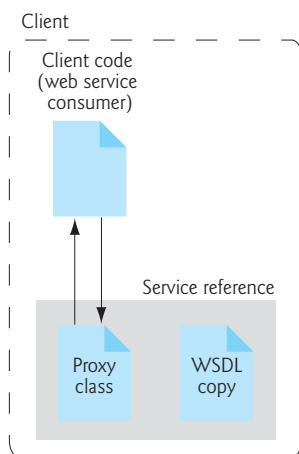 Client
Client code
(web service
consumer)
Service reference
Proxy
class
WSDL
copy